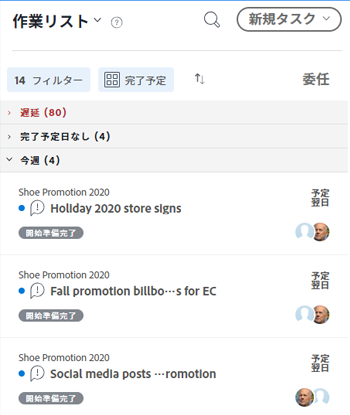 作業リスト
新規タスク
14 フィルター
完了予定
委任
遅延 (80)
完了予定日なし (4)
今週 (4)
Shoe Promotion 2020
Holiday 2020 store signs
開始準備完了
予定
翌日
Shoe Promotion 2020
Fall promotion billbo···s for EC
開始準備完了
予定
翌日
Shoe Promotion 2020
Social media posts ···romotion
開始準備完了
予定
翌日